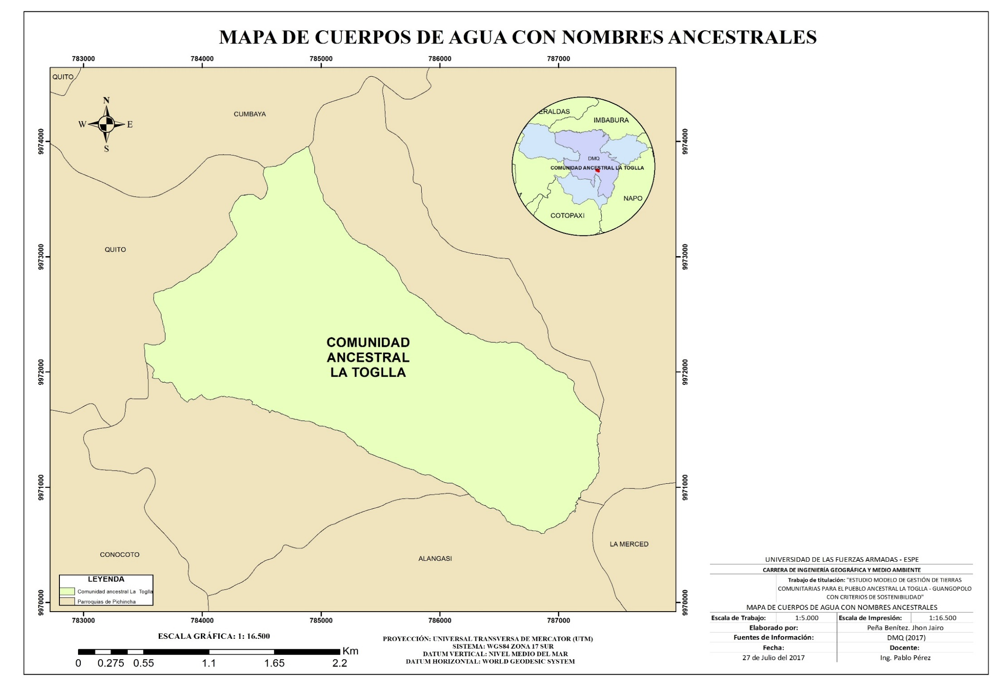 MAPA DE CUERPOS DE AGUA CON NOMBRES ANCESTRALES
783000 784000 785000 786000 787000
QUITO
N
W E
S
CUMBAYA
ERALDAS
IMBABURA
DMQ
COMUNIDAD ANCESTRAL LA TOGLLA
NAPO
COTOPAXI
9974000 9974000
QUITO
9973000 9973000
COMUNIDAD
ANCESTRAL
LA TOGLLA
9972000 9972000
9971000 9971000
LA MERCED
CONOCOTO
ALANGASI
LEYENDA
Comunidad ancestral La Toglla
Parroquias de Pichincha
9970000 9970000
783000 784000 785000 786000 787000
ESCALA GRÁFICA: 1: 16.500
Km
0 0.275 0.55 1.1 1.65 2.2
PROYECCIÓN: UNIVERSAL TRANSVERSA DE MERCATOR (UTM)
SISTEMA: WGS84 ZONA 17 SUR
DATUM VERTICAL: NIVEL MEDIO DEL MAR
DATUM HORIZONTAL: WORLD GEODESIC SYSTEM
UNIVERSIDAD DE LAS FUERZAS ARMADAS - ESPE
CARRERA DE INGENIERÍA GEOGRÁFICA Y MEDIO AMBIENTE
Trabajo de titulación: "ESTUDIO MODELO DE GESTIÓN DE TIERRAS
COMUNITARIAS PARA EL PUEBLO ANCESTRAL LA TOGLLA - GUANGOPOLO
CON CRITERIOS DE SOSTENIBILIDAD"
MAPA DE CUERPOS DE AGUA CON NOMBRES ANCESTRALES
Escala de Trabajo: 1:5.000 Escala de Impresión: 1:16.500
Elaborado por: Peña Benítez. Jhon Jairo
Fuentes de Información: DMQ (2017)
Fecha: Docente:
27 de Julio del 2017 Ing. Pablo Pérez